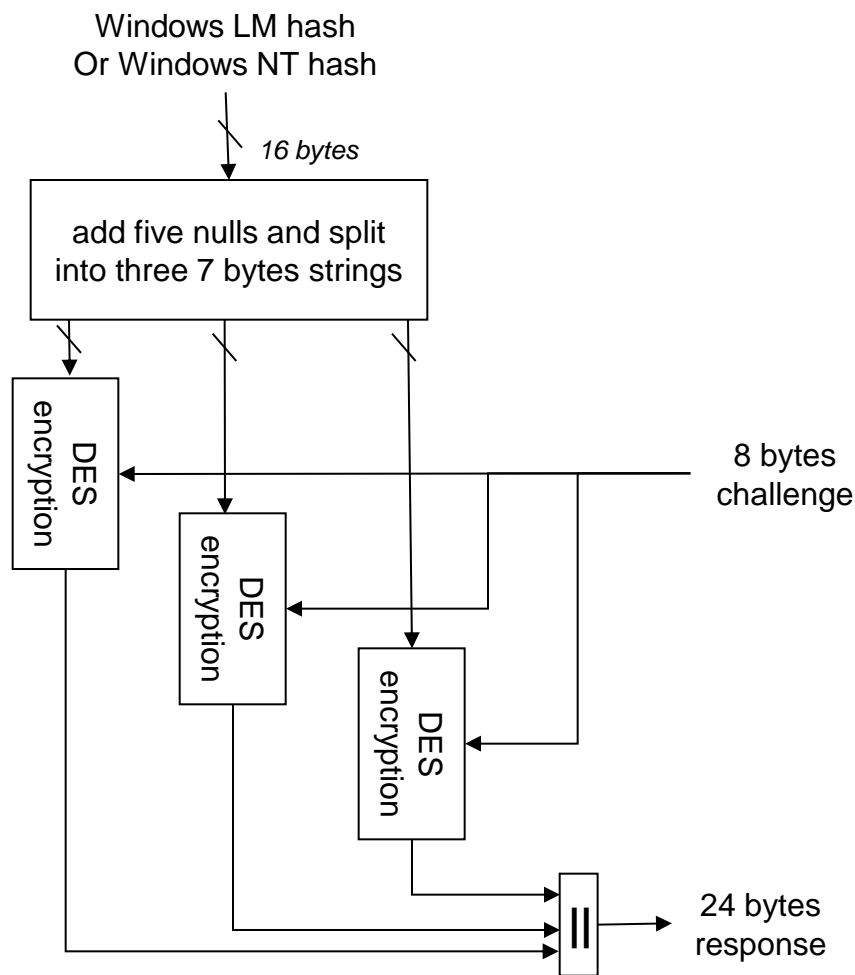 Windows LM hash
Or Windows NT hash
16 bytes
add five nulls and split
into three 7 bytes strings
DES
encryption
8 bytes
challenge
DES
encryption
DES
encryption
||
24 bytes
response